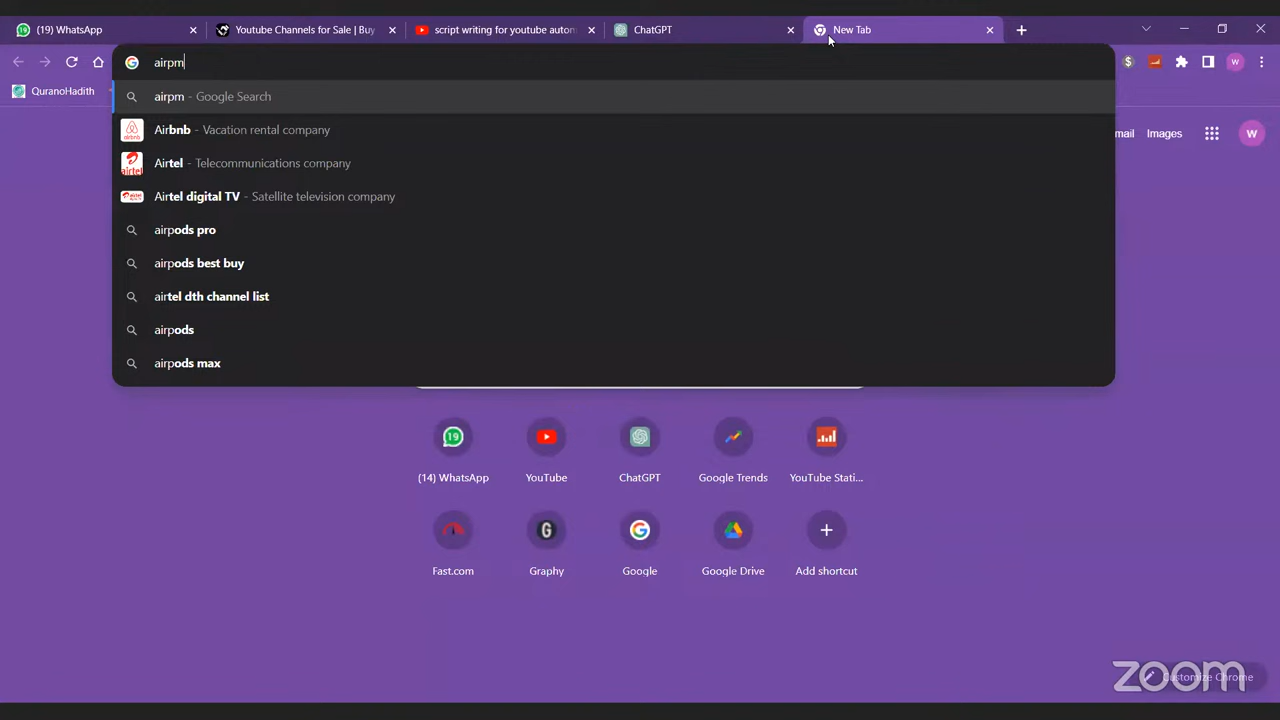 (19) WhatsApp
Youtube Channels for Sale | Buy
script writing for youtube autom
ChatGPT
New Tab
airpm
QuranoHadith
airpm - Google Search
Airbnb - Vacation rental company
mail
Images
W
Airtel - Telecommunications company
Airtel digital TV - Satellite television company
airpods pro
airpods best buy
airtel dth channel list
airpods
airpods max
(14) WhatsApp
YouTube
ChatGPT
Google Trends
YouTube Stati...
Fast.com
Graphy
Google
Google Drive
Add shortcut
zoom
Customize Chrome